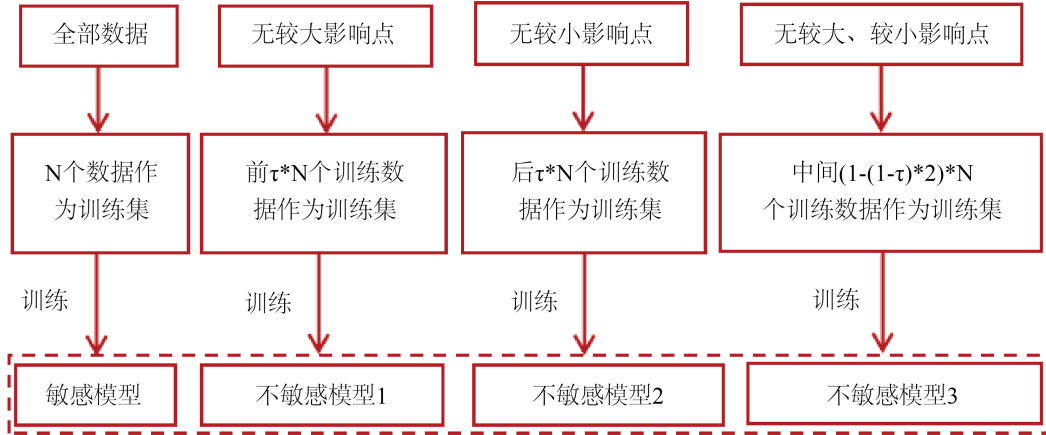 全部数据
无较大影响点
无较小影响点
无较大、较小影响点
N个数据作
为训练集
前τ*N个训练数
据作为训练集
后τ*N个训练数
据作为训练集
中间(1-(1-τ)*2)*N
个训练数据作为训练集
训练
训练
训练
训练
敏感模型
不敏感模型1
不敏感模型2
不敏感模型3